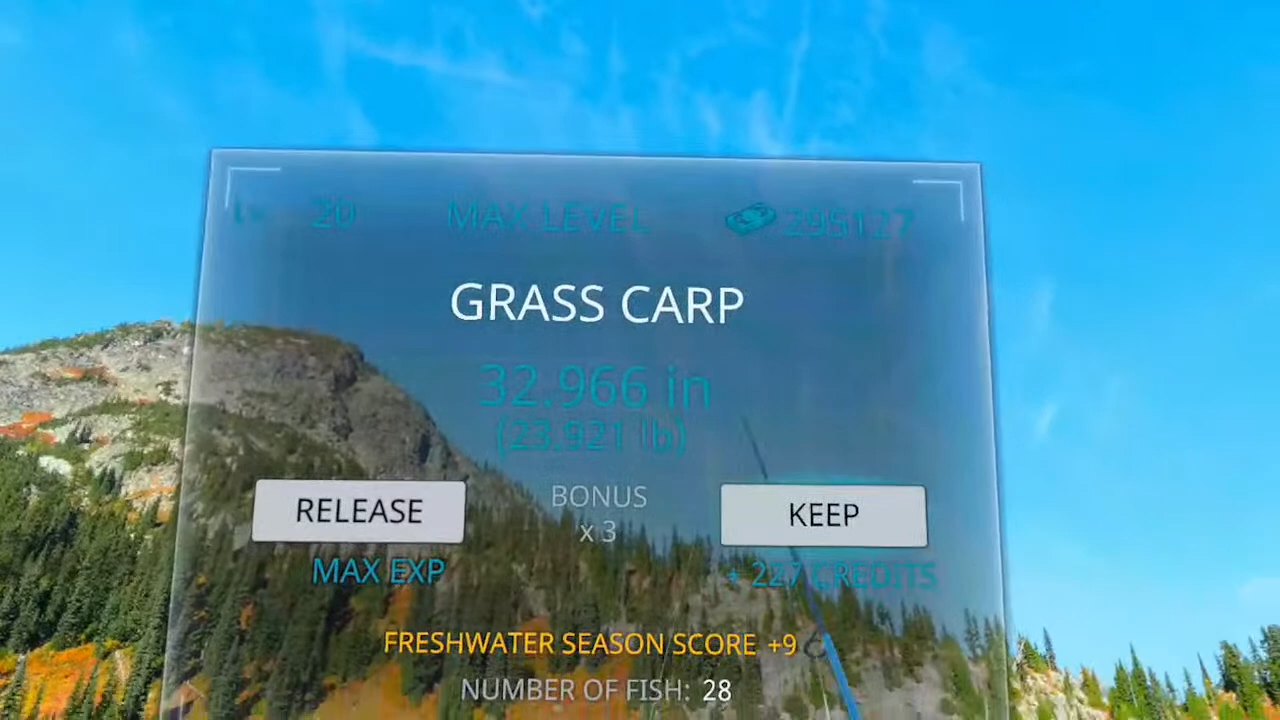 Lv. 20 MAX LEVEL 295127
GRASS CARP
32.966 in
(23.921 lb)
RELEASE
BONUS
x 3
KEEP
MAX EXP
+ 227 CREDITS
FRESHWATER SEASON SCORE +9
NUMBER OF FISH: 28